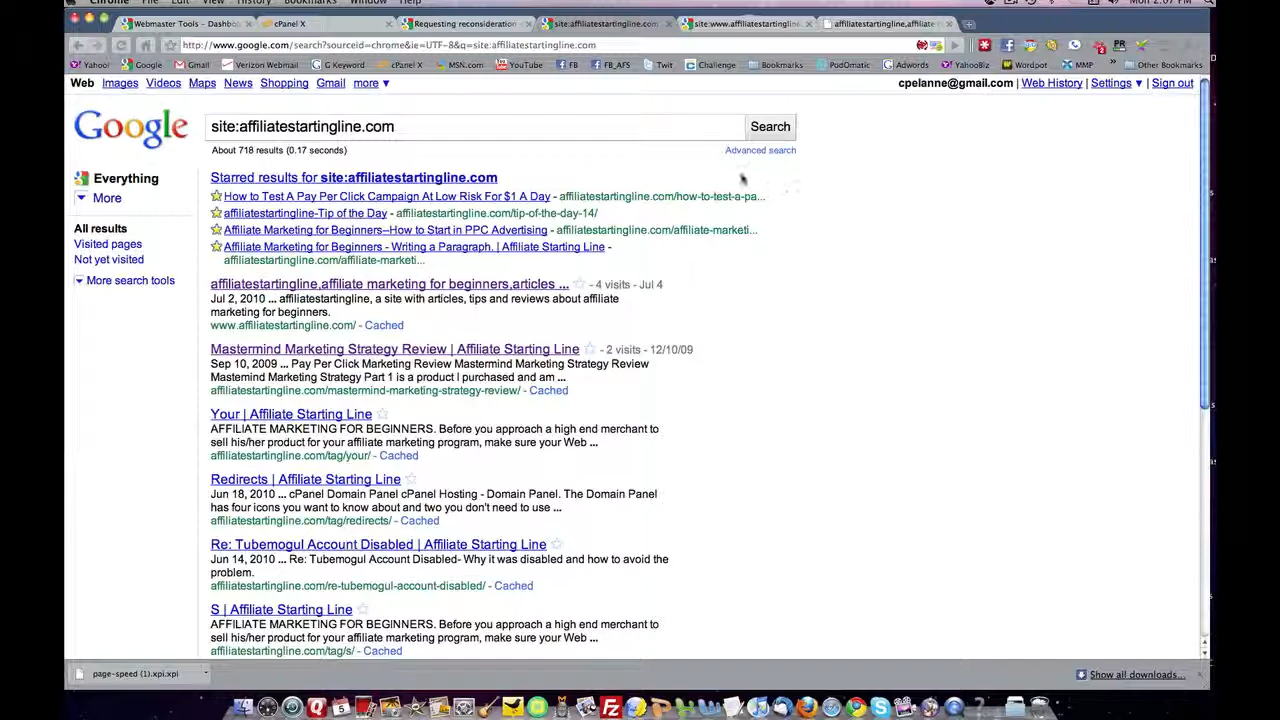 Chrome File Edit View History Bookmarks Window Help
Mon 2:07 PM
Webmaster Tools - Dashbo
cPanel X
Requesting reconsideration
site:affiliatestartingline.com
site:www.affiliatestartingline
affiliatestartingline,affiliate
http://www.google.com/search?sourceid=chrome&ie=UTF-8&q=site:affiliatestartingline.com
Yahoo! Google Gmail Verizon Webmail G Keyword cPanel X MSN.com YouTube FB FB_AFS Twit Challenge Bookmarks PodOmatic Adwords YahooBiz Wordpot MMP » Other Bookmarks
Web Images Videos Maps News Shopping Gmail more ▼
cpelanne@gmail.com | Web History | Settings ▼ | Sign out
Google
site:affiliatestartingline.com
Search
About 718 results (0.17 seconds)
Advanced search
Everything
More
All results
Visited pages
Not yet visited
More search tools
Starred results for site:affiliatestartingline.com
How to Test A Pay Per Click Campaign At Low Risk For $1 A Day - affiliatestartingline.com/how-to-test-a-pa...
affiliatestartingline-Tip of the Day - affiliatestartingline.com/tip-of-the-day-14/
Affiliate Marketing for Beginners--How to Start in PPC Advertising - affiliatestartingline.com/affiliate-marketi...
Affiliate Marketing for Beginners - Writing a Paragraph. | Affiliate Starting Line -
affiliatestartingline.com/affiliate-marketi...
affiliatestartingline,affiliate marketing for beginners,articles ... - 4 visits - Jul 4
Jul 2, 2010 ... affiliatestartingline, a site with articles, tips and reviews about affiliate
marketing for beginners.
www.affiliatestartingline.com/ - Cached
Mastermind Marketing Strategy Review | Affiliate Starting Line - 2 visits - 12/10/09
Sep 10, 2009 ... Pay Per Click Marketing Review Mastermind Marketing Strategy Review
Mastemind Marketing Strategy Part 1 is a product I purchased and am ...
affiliatestartingline.com/mastermind-marketing-strategy-review/ - Cached
Your | Affiliate Starting Line
AFFILIATE MARKETING FOR BEGINNERS. Before you approach a high end merchant to
sell his/her product for your affiliate marketing program, make sure your Web ...
affiliatestartingline.com/tag/your/ - Cached
Redirects | Affiliate Starting Line
Jun 18, 2010 ... cPanel Domain Panel cPanel Hosting - Domain Panel. The Domain Panel
has four icons you want to know about and two you don't need to use ...
affiliatestartingline.com/tag/redirects/ - Cached
Re: Tubemogul Account Disabled | Affiliate Starting Line
Jun 14, 2010 ... Re: Tubemogul Account Disabled- Why it was disabled and how to avoid the
problem.
affiliatestartingline.com/re-tubemogul-account-disabled/ - Cached
S | Affiliate Starting Line
AFFILIATE MARKETING FOR BEGINNERS. Before you approach a high end merchant to
sell his/her product for your affiliate marketing program, make sure your Web ...
affiliatestartingline.com/tag/s/ - Cached
page-speed (1).xpi.xpi
Show all downloads...